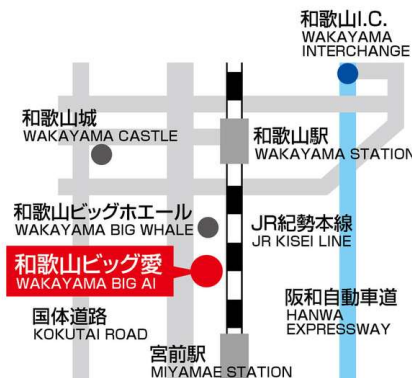 和歌山I.C.
WAKAYAMA
INTERCHANGE
和歌山城
WAKAYAMA CASTLE
和歌山駅
WAKAYAMA STATION
和歌山ビッグホエール
WAKAYAMA BIG WHALE
JR紀勢本線
JR KISEI LINE
和歌山ビッグ愛
WAKAYAMA BIG AI
国体道路
KOKUTAI ROAD
阪和自動車道
HANWA
EXPRESSWAY
宮前駅
MIYAMAE STATION